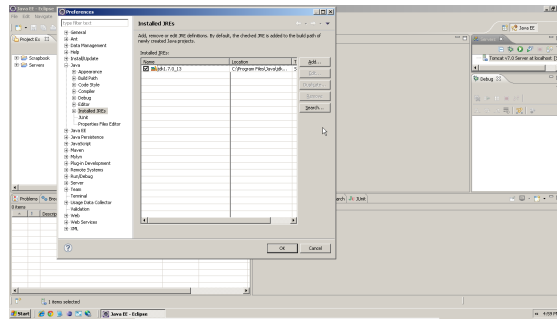 Java EE - Eclipse
File Edit Navigate
Preferences
type filter text
General
Ant
Data Management
Help
Install/Update
Java
Appearance
Build Path
Code Style
Compiler
Debug
Editor
Installed JREs
JUnit
Properties Files Editor
Java EE
Java Persistence
JavaScript
Maven
Mylyn
Plug-in Development
Remote Systems
Run/Debug
Server
Team
Terminal
Usage Data Collector
Validation
Web
Web Services
XML
Installed JREs
Add, remove or edit JRE definitions. By default, the checked JRE is added to the build path of
newly created Java projects.
Installed JREs:
Name Location T
jdk1.7.0_13 C:\Program Files\Java\jdk... S
Add...
Edit...
Duplicate...
Remove
Search...
OK Cancel
Project Ex
Scrapbook
Servers
Java EE
Tomcat v7.0 Server at localhost [S
Debug
Problems
arch JUnit
0 items
! Descrip
1 items selected
Start
Java EE - Eclipse
4:59 P